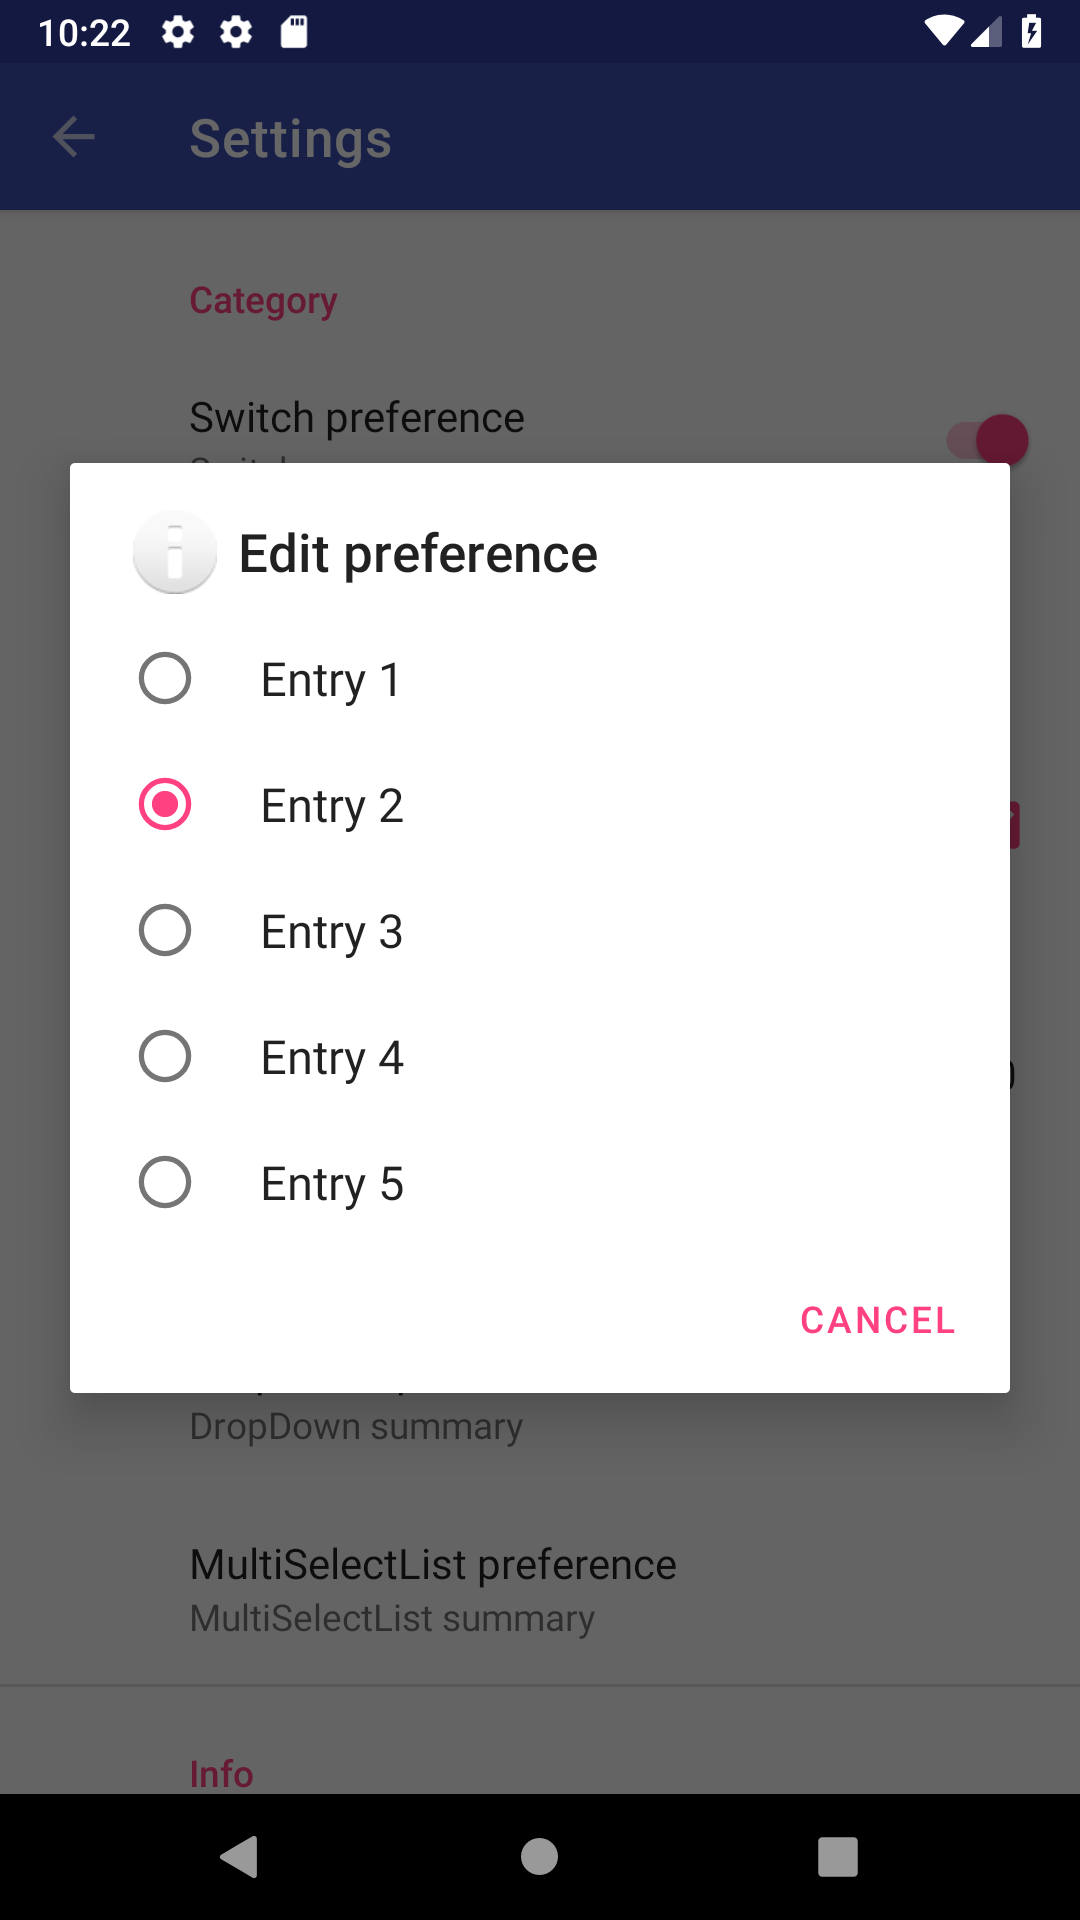 10:22
Settings
Category
Switch preference
Edit preference
Entry 1
Entry 2
Entry 3
Entry 4
Entry 5
CANCEL
DropDown summary
MultiSelectList preference
MultiSelectList summary
Info